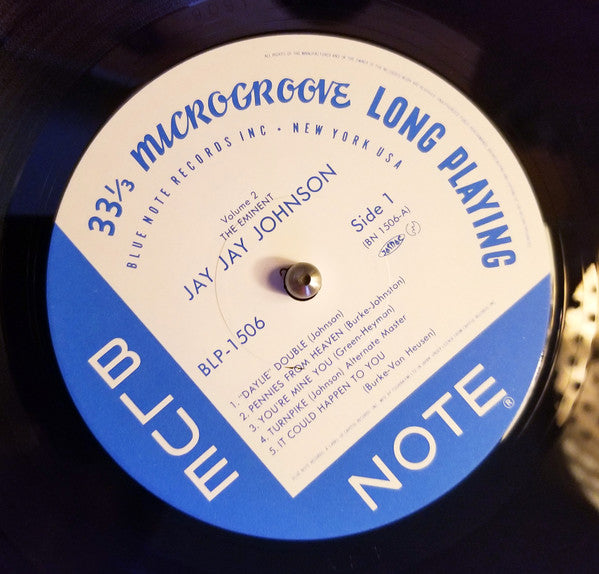 33⅓ MICROGROOVE LONG PLAYING
BLUE NOTE RECORDS INC • NEW YORK USA
Volume 2
THE EMINENT
JAY JAY JOHNSON
Side 1
(BN 1506-A)
BLP-1506
1. "DAYLIE" DOUBLE (Johnson)
2. PENNIES FROM HEAVEN (Burke-Johnston)
3. YOU'RE MINE YOU (Green-Heyman)
4. TURNPIKE (Johnson) Alternate Master
5. IT COULD HAPPEN TO YOU
(Burke-Van Heusen)
BLUE
NOTE®